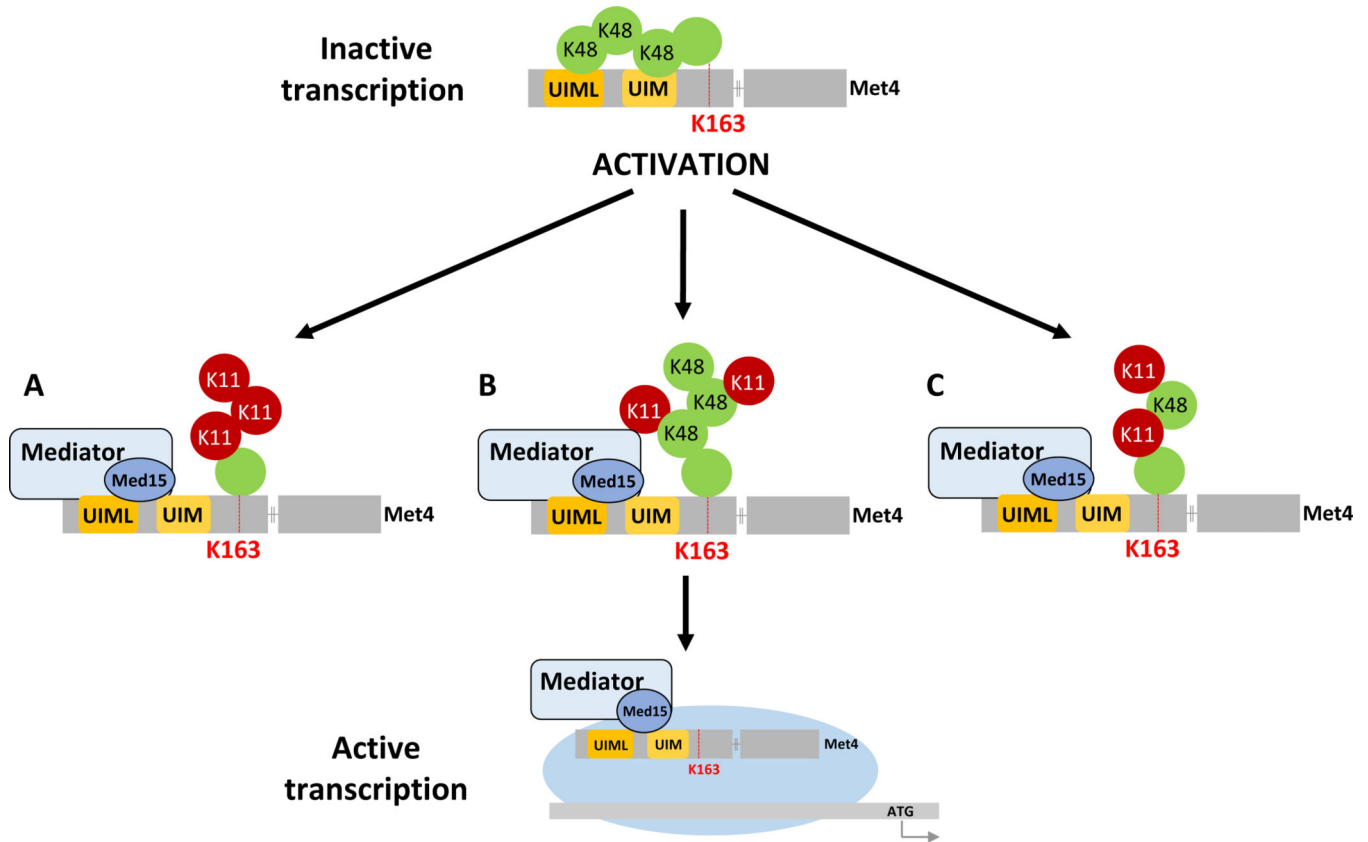 Inactive
transcription
K48
K48
K48
UIML
UIM
Met4
K163
ACTIVATION
A
K11
K11
K11
Mediator
Med15
UIML
UIM
Met4
K163
B
K48
K11
K11
K48
K48
Mediator
Med15
UIML
UIM
Met4
K163
C
K11
K48
K11
Mediator
Med15
UIML
UIM
Met4
K163
Active
transcription
Mediator
Med15
UIML
UIM
Met4
K163
ATG